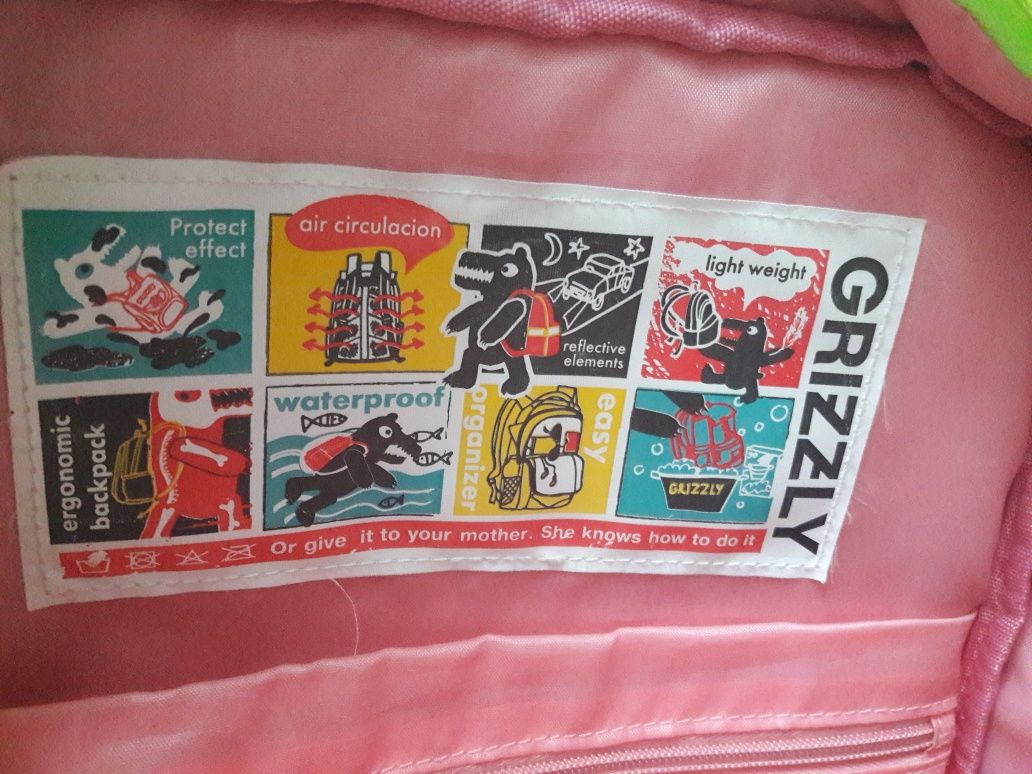 Protect
effect
air circulacion
reflective
elements
light weight
GRIZZLY
ergonomic
backpack
waterproof
easy
organizer
GRIZZLY
Or give it to your mother. She knows how to do it